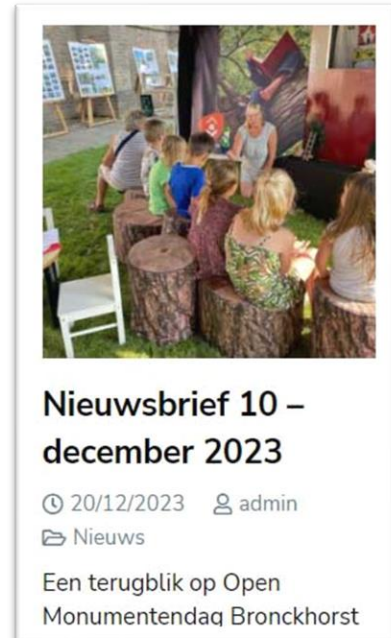 Nieuwsbrief 10 –
december 2023
20/12/2023 admin
Nieuws
Een terugblik op Open
Monumentendag Bronckhorst